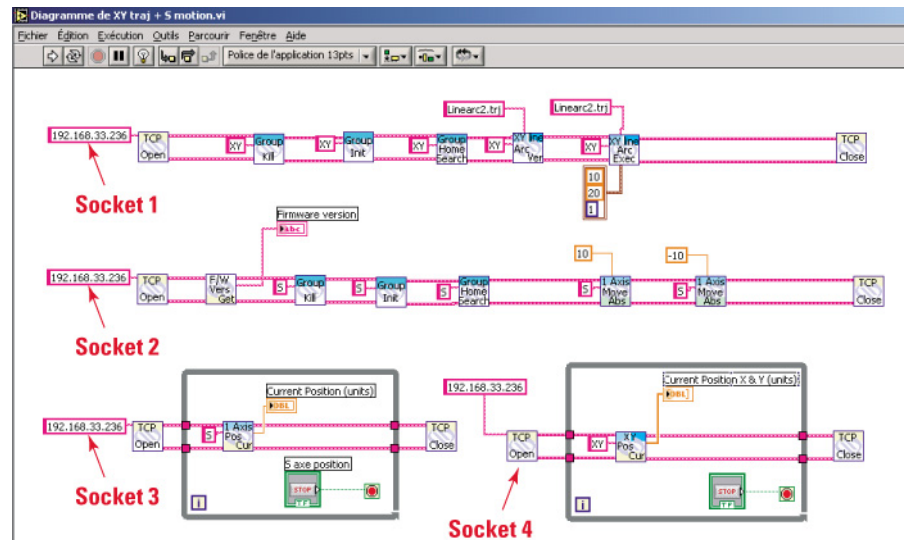 Diagramme de XY traj + S motion.vi
Fichier Édition Exécution Outils Parcourir Fenêtre Aide
Police de l'application 13pts
Linearc2.trj
Linearc2.trj
192.168.33.236
TCP Open
XY
Group Kill
XY
Group Init
XY
Group Home Search
XY
XY line Arc Ver
XY
XY line Arc Exec
TCP Close
10
20
1
Socket 1
Firmware version
abc
192.168.33.236
TCP Open
F/W Vers Get
S
Group Kill
S
Group Init
S
Group Home Search
10
S
1 Axis Move Abs
-10
S
1 Axis Move Abs
TCP Close
Socket 2
Current Position (units)
DBL
192.168.33.236
TCP Open
S
1 Axis Pos Cur
TCP Close
S axe position
STOP
TF
i
Socket 3
192.168.33.236
Current Position X & Y (units)
DBL
TCP Open
XY
XY Pos Cur
TCP Close
STOP
TF
i
Socket 4